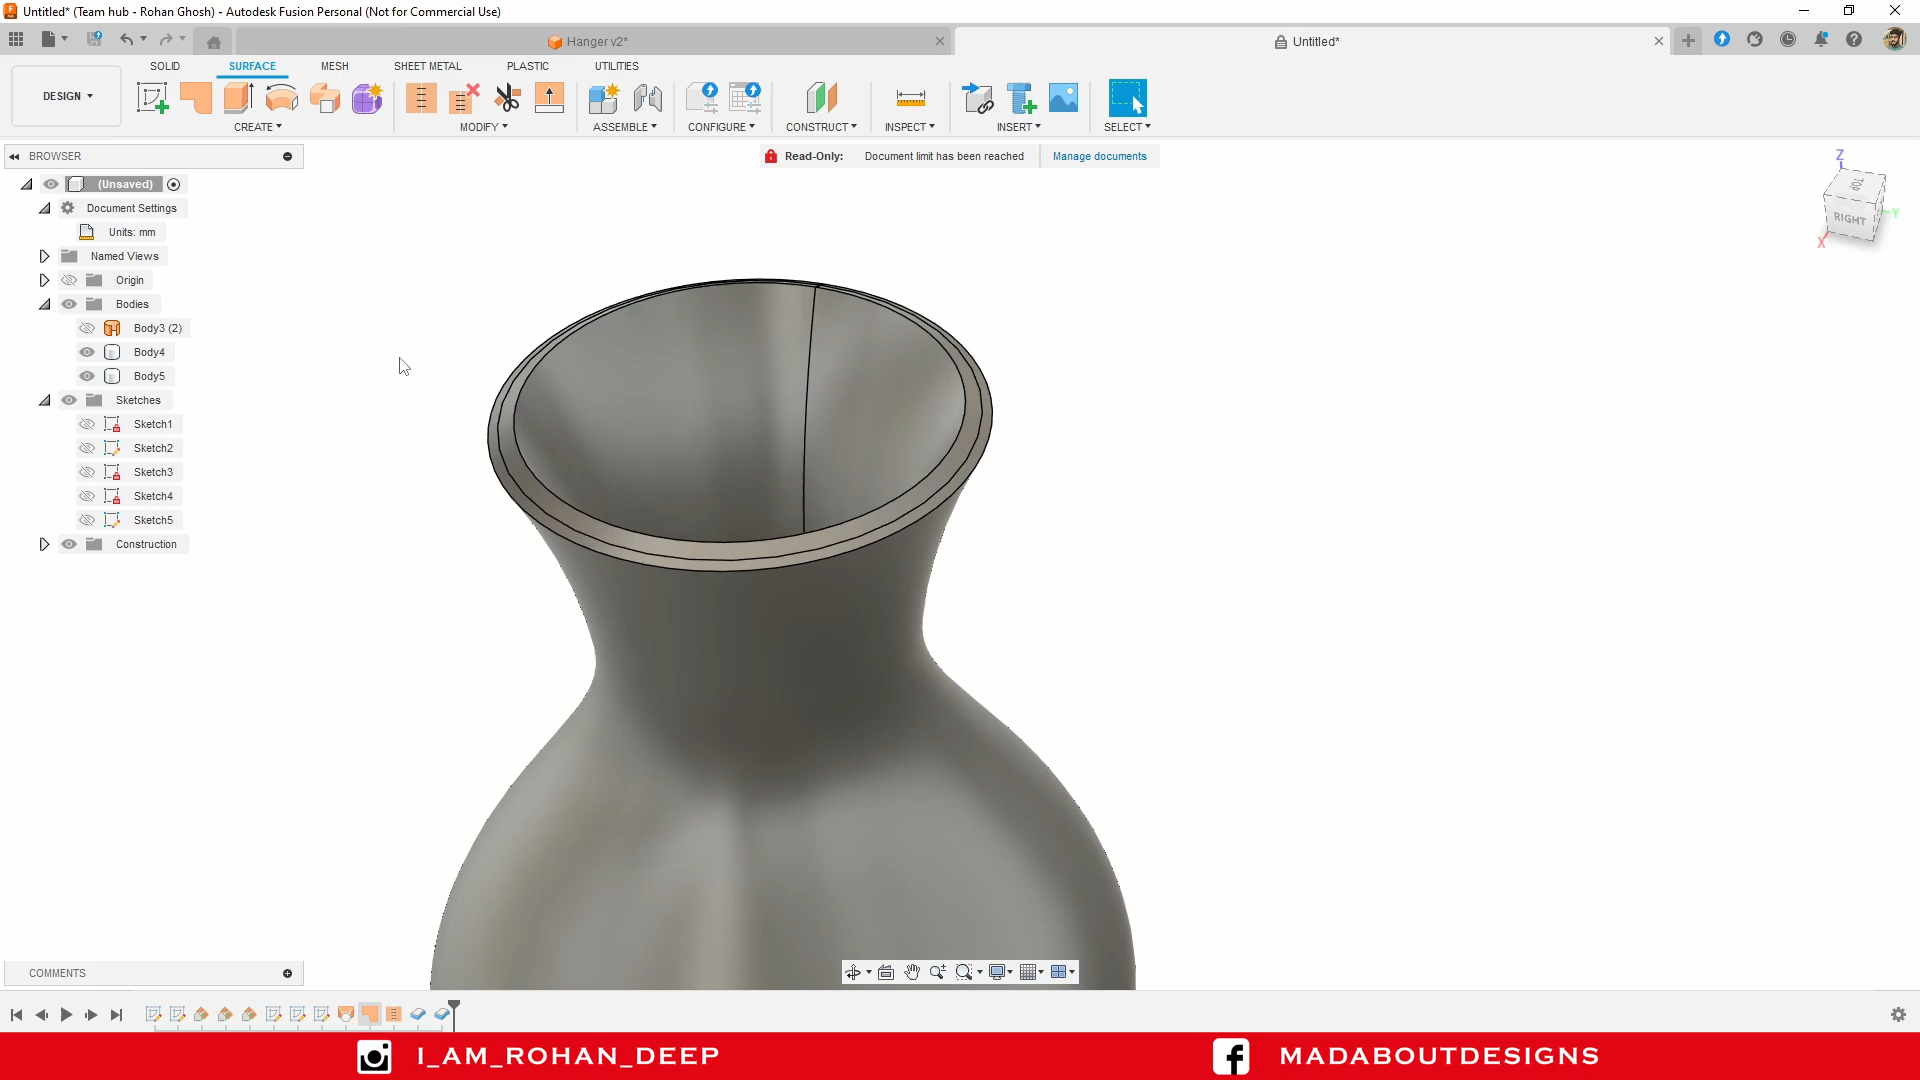 Untitled* (Team hub - Rohan Ghosh) - Autodesk Fusion Personal (Not for Commercial Use)
Hanger v2*
Untitled*
DESIGN
SOLID
SURFACE
MESH
SHEET METAL
PLASTIC
UTILITIES
CREATE
MODIFY
ASSEMBLE
CONFIGURE
CONSTRUCT
INSPECT
INSERT
SELECT
BROWSER
Read-Only: Document limit has been reached Manage documents
(Unsaved)
Document Settings
Units: mm
Named Views
Origin
Bodies
Body3 (2)
Body4
Body5
Sketches
Sketch1
Sketch2
Sketch3
Sketch4
Sketch5
Construction
Z
TOP
RIGHT
Y
X
COMMENTS
I_AM_ROHAN_DEEP
MADABOUTDESIGNS